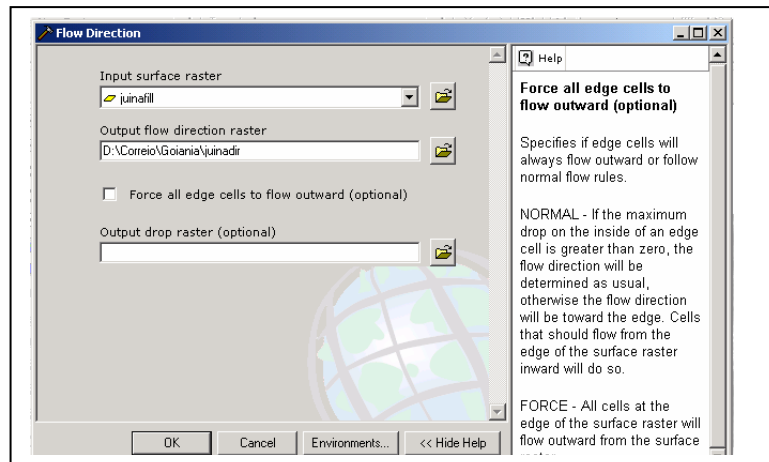 Flow Direction
Input surface raster
juinafill
Output flow direction raster
D:\Correio\Goiania\juinadir
Force all edge cells to flow outward (optional)
Output drop raster (optional)
OK
Cancel
Environments...
<< Hide Help
Help
Force all edge cells to
flow outward (optional)
Specifies if edge cells will
always flow outward or follow
normal flow rules.
NORMAL - If the maximum
drop on the inside of an edge
cell is greater than zero, the
flow direction will be
determined as usual,
otherwise the flow direction
will be toward the edge. Cells
that should flow from the
edge of the surface raster
inward will do so.
FORCE - All cells at the
edge of the surface raster will
flow outward from the surface